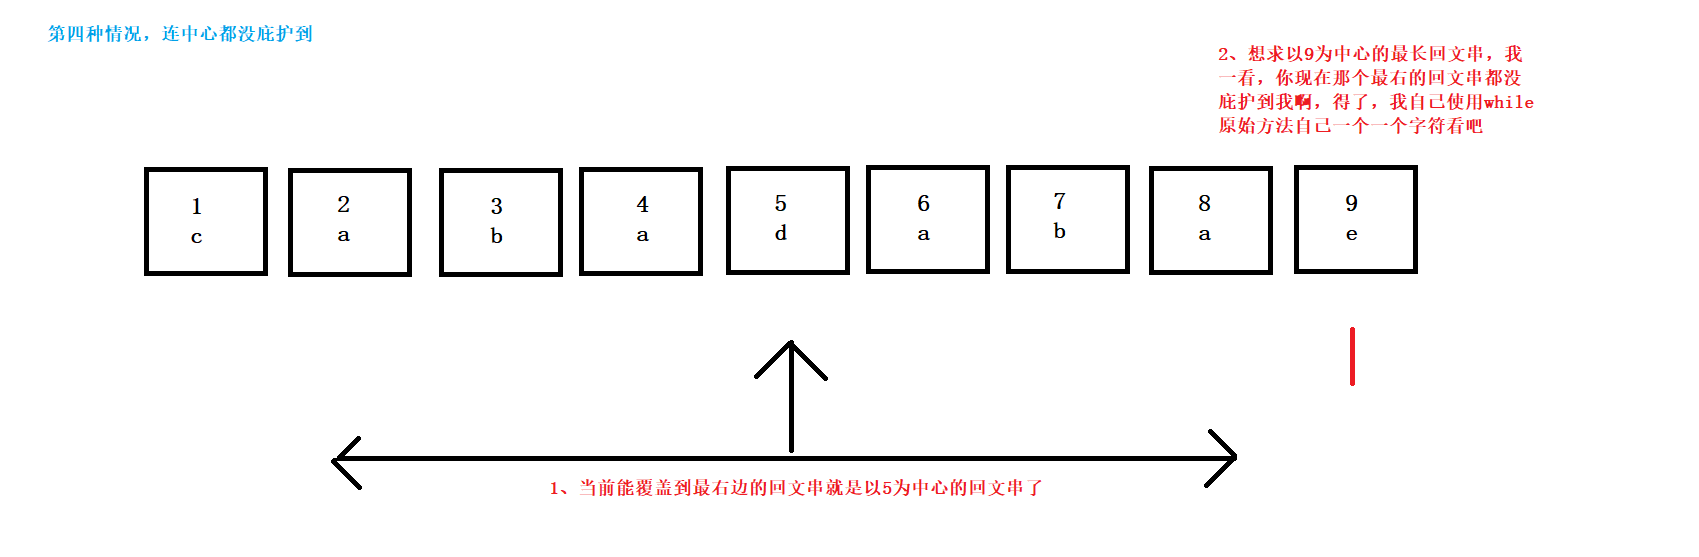 第四种情况，连中心都没庇护到
2、想求以9为中心的最长回文串，我
一看，你现在那个最右的回文串都没
庇护到我啊，得了，我自己使用while
原始方法自己一个一个字符看吧
1 2 3 4 5 6 7 8 9
c a b a d a b a e
1、当前能覆盖到最右边的回文串就是以5为中心的回文串了